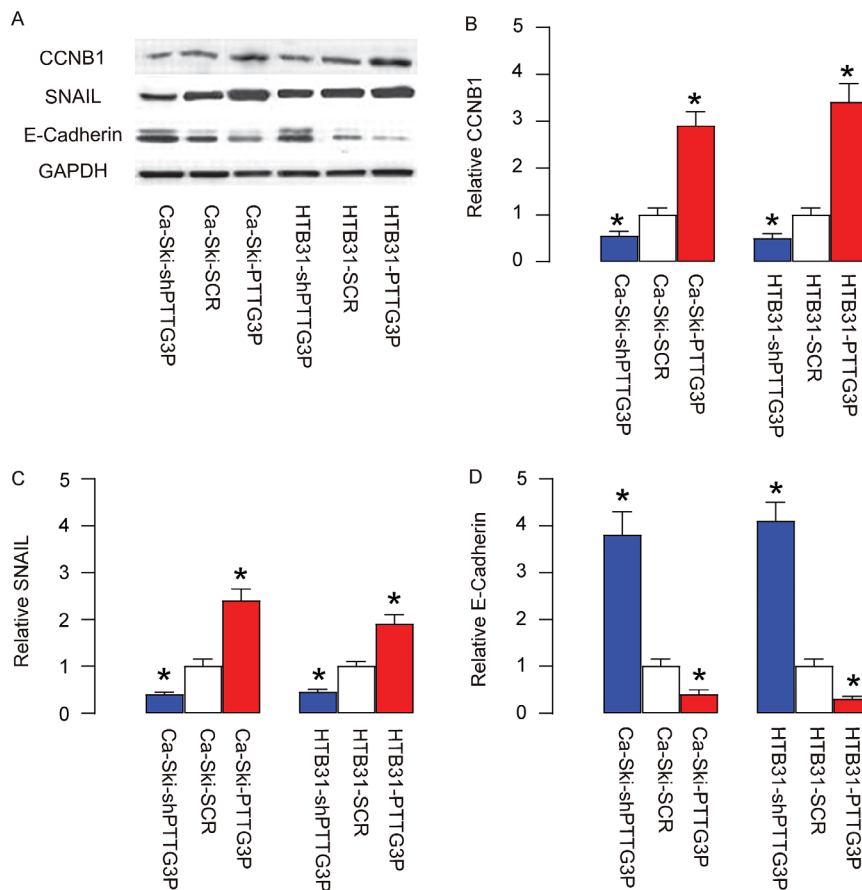 A
CCNB1
SNAIL
E-Cadherin
GAPDH
Ca-Ski-shPTTG3P
Ca-Ski-SCR
Ca-Ski-PTTG3P
HTB31-shPTTG3P
HTB31-SCR
HTB31-PTTG3P
B
Relative CCNB1
5
4
3
2
1
0
*
*
*
*
Ca-Ski-shPTTG3P
Ca-Ski-SCR
Ca-Ski-PTTG3P
HTB31-shPTTG3P
HTB31-SCR
HTB31-PTTG3P
C
Relative SNAIL
5
4
3
2
1
0
*
*
*
*
Ca-Ski-shPTTG3P
Ca-Ski-SCR
Ca-Ski-PTTG3P
HTB31-shPTTG3P
HTB31-SCR
HTB31-PTTG3P
D
Relative E-Cadherin
5
4
3
2
1
0
*
*
*
*
Ca-Ski-shPTTG3P
Ca-Ski-SCR
Ca-Ski-PTTG3P
HTB31-shPTTG3P
HTB31-SCR
HTB31-PTTG3P